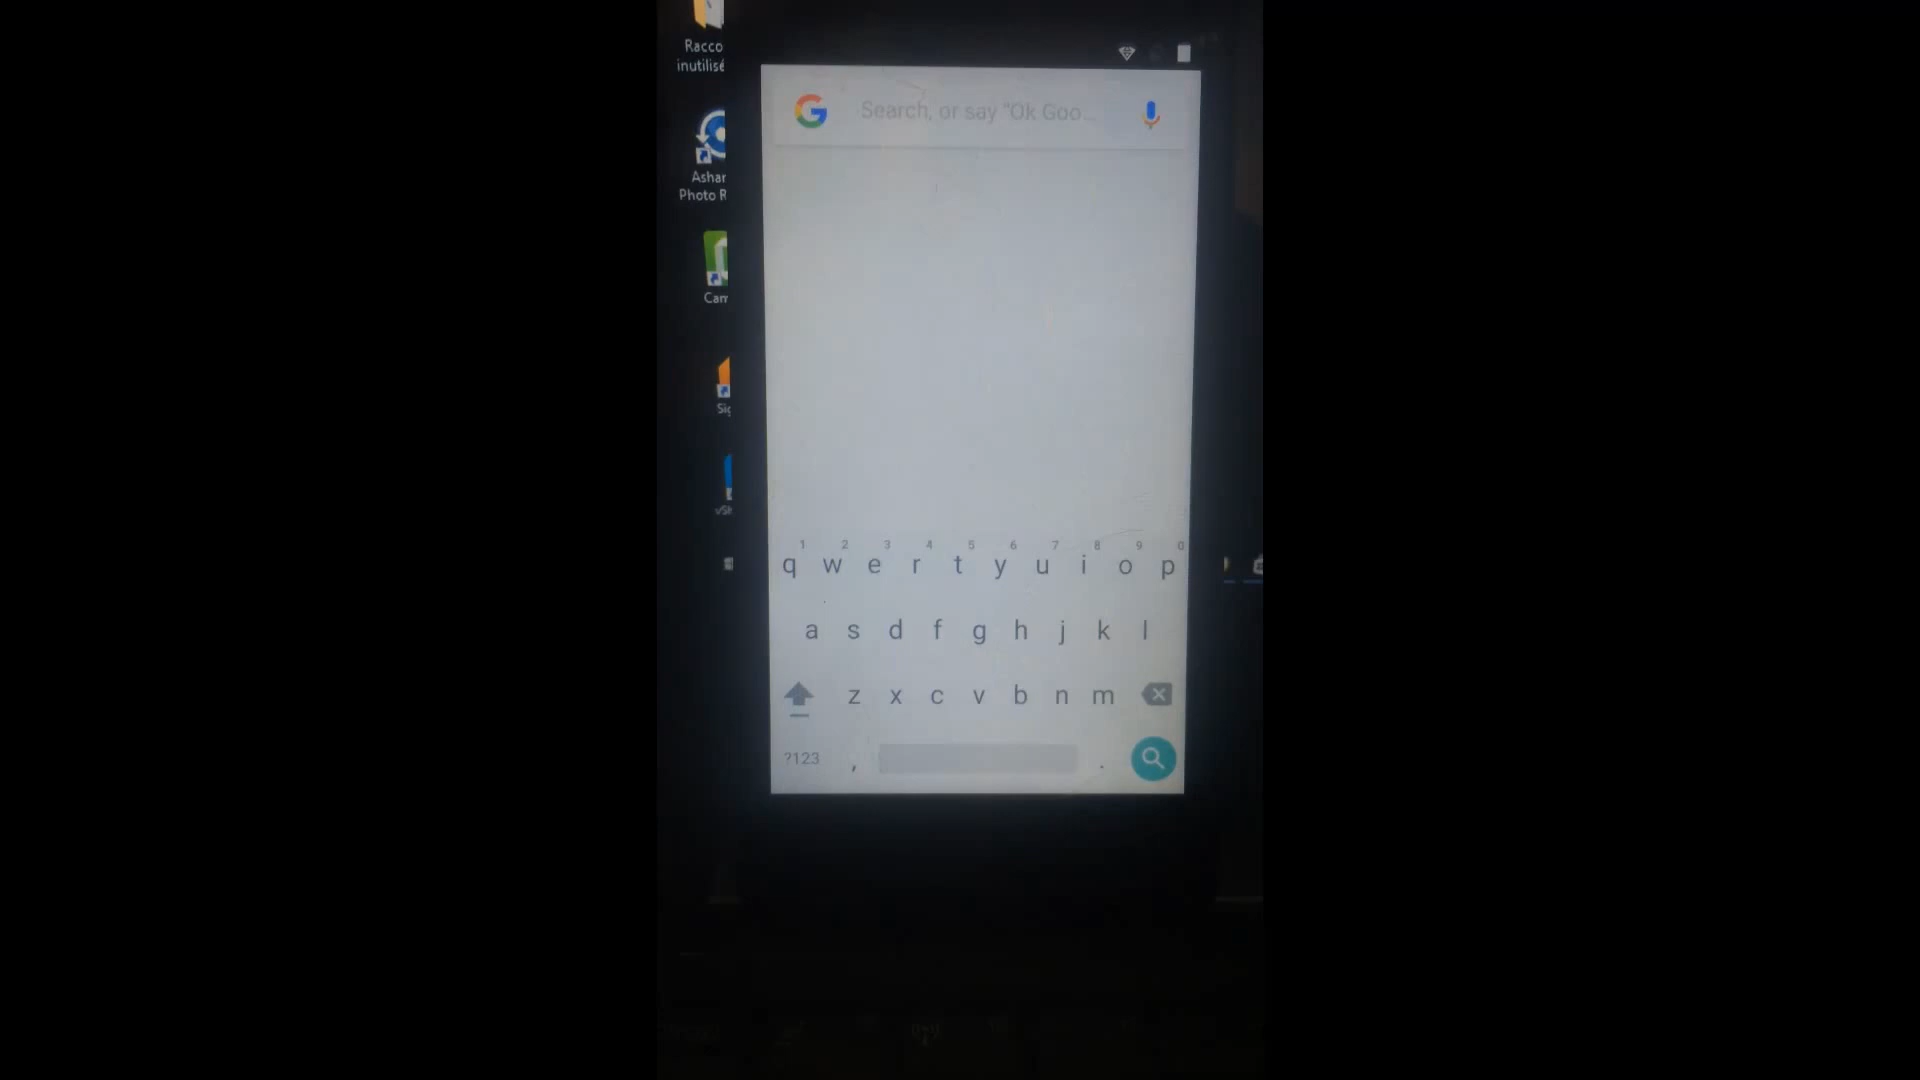 Racco
inutilisé
Ashar
Photo R
Cam
Sig
vSh
Search, or say "Ok Goo...
1 2 3 4 5 6 7 8 9 0
q w e r t y u i o p
a s d f g h j k l
z x c v b n m
?123 , .